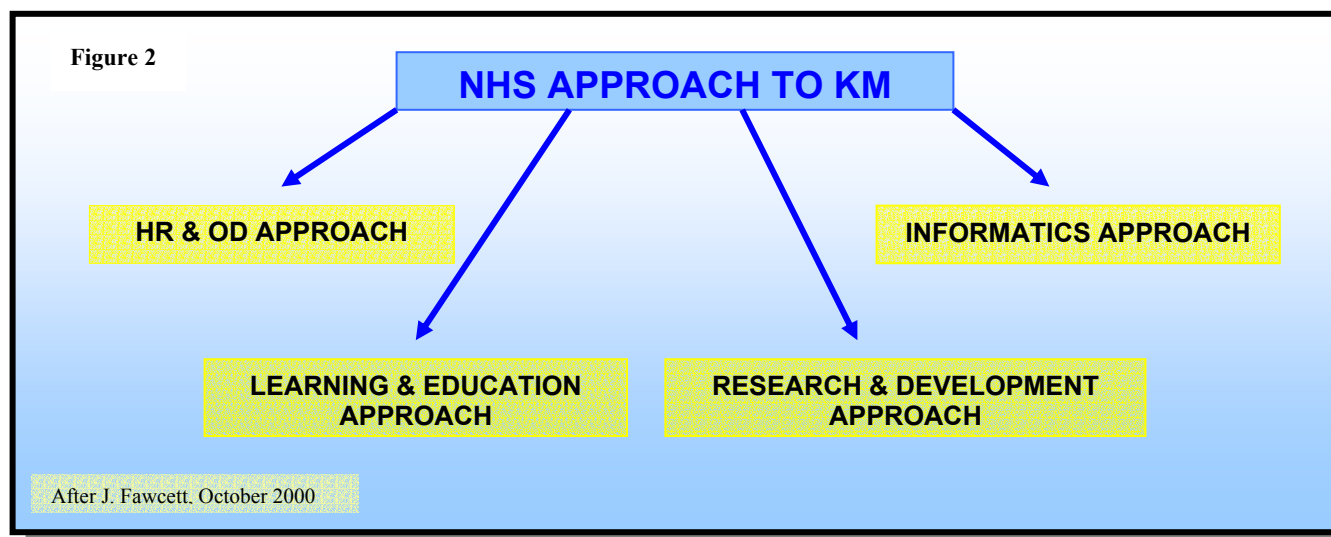 Figure 2
NHS APPROACH TO KM
HR & OD APPROACH
INFORMATICS APPROACH
LEARNING & EDUCATION
APPROACH
RESEARCH & DEVELOPMENT
APPROACH
After J. Fawcett, October 2000